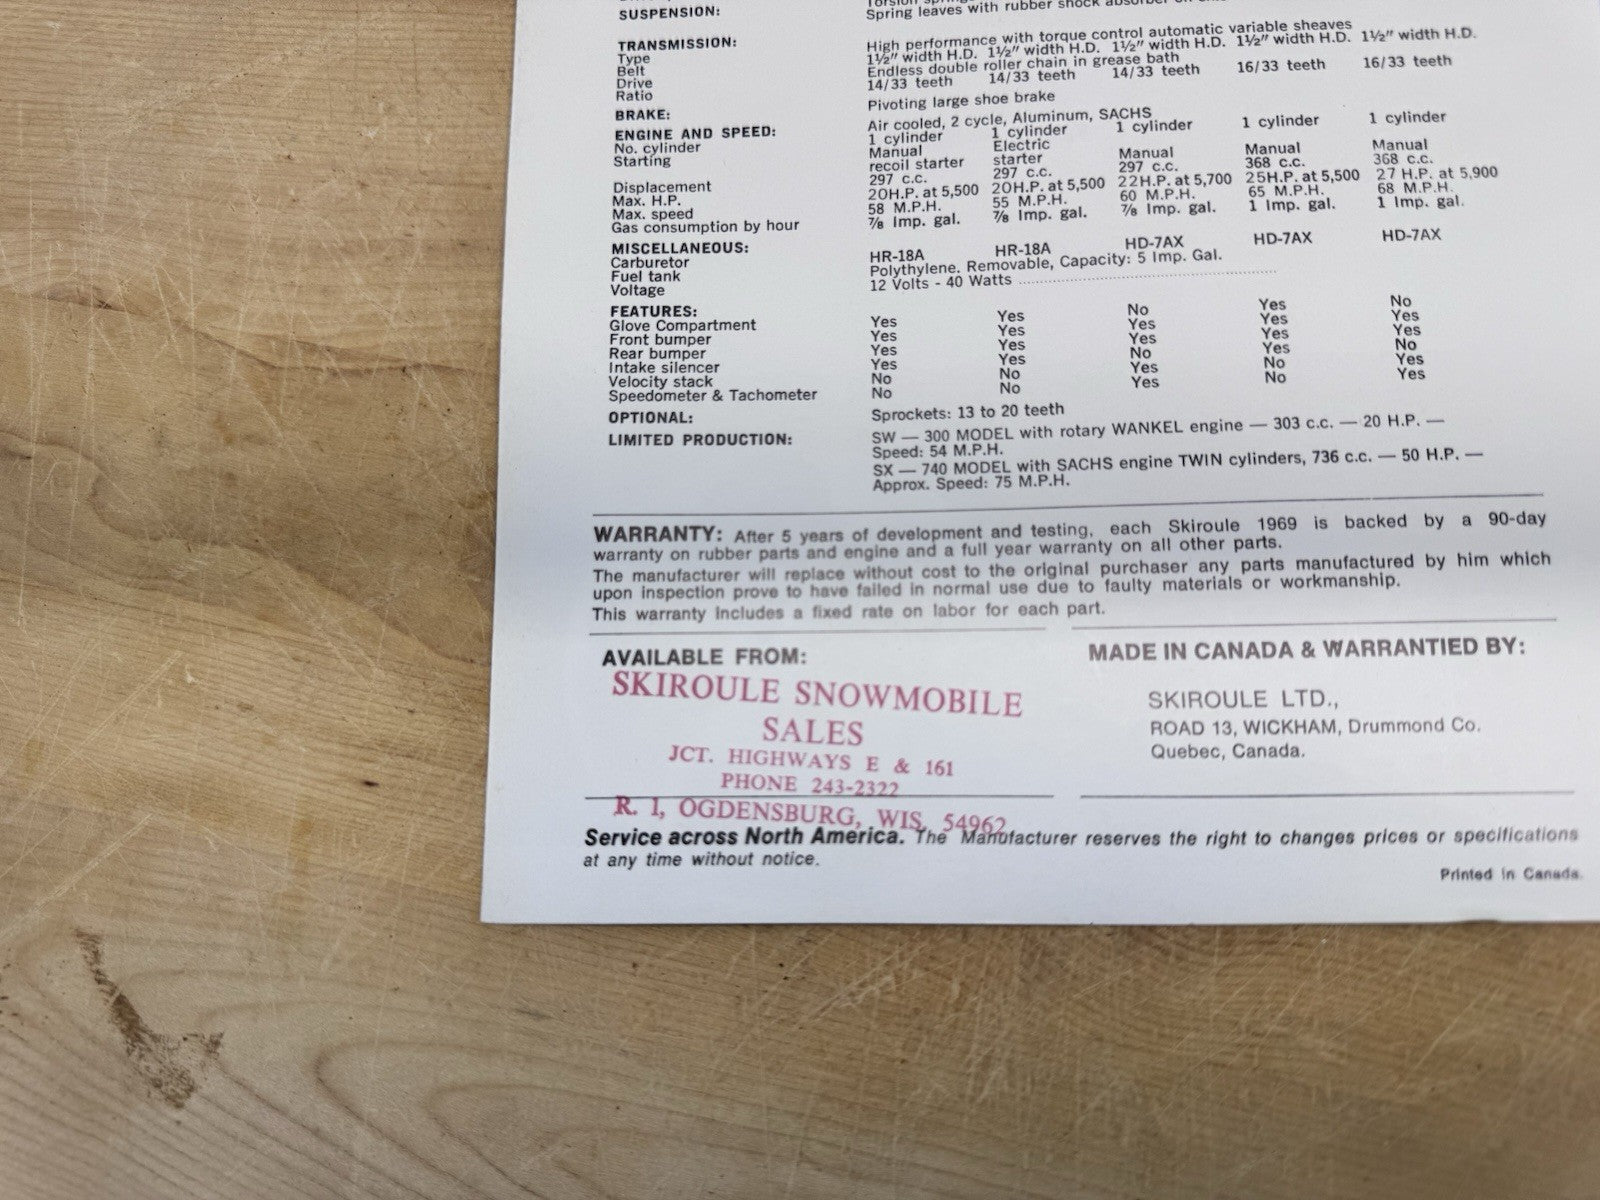 SUSPENSION:
Spring leaves with rubber shock absorber on
TRANSMISSION:
Type High performance with torque control automatic variable sheaves
Belt 1½″ width H.D. 1½″ width H.D. 1½″ width H.D. 1½″ width H.D. 1½″ width H.D.
Drive Endless double roller chain in grease bath
Ratio 14/33 teeth 14/33 teeth 14/33 teeth 16/33 teeth 16/33 teeth
BRAKE: Pivoting large shoe brake
ENGINE AND SPEED: Air cooled, 2 cycle, Aluminum, SACHS
No. cylinder 1 cylinder 1 cylinder 1 cylinder 1 cylinder 1 cylinder
Starting Manual Electric Manual Manual Manual
recoil starter starter
Displacement 297 c.c. 297 c.c. 297 c.c. 368 c.c. 368 c.c.
Max. H.P. 20H.P. at 5,500 20H.P. at 5,500 22H.P. at 5,700 25H.P. at 5,500 27 H.P. at 5,900
Max. speed 58 M.P.H. 55 M.P.H. 60 M.P.H. 65 M.P.H. 68 M.P.H.
Gas consumption by hour ⅞ Imp. gal. ⅞ Imp. gal. ⅞ Imp. gal. 1 Imp. gal. 1 Imp. gal.
MISCELLANEOUS:
Carburetor HR-18A HR-18A HD-7AX HD-7AX HD-7AX
Fuel tank Polythylene. Removable, Capacity: 5 Imp. Gal.
Voltage 12 Volts - 40 Watts
FEATURES:
Glove Compartment Yes Yes No Yes No
Front bumper Yes Yes Yes Yes Yes
Rear bumper Yes Yes Yes Yes Yes
Intake silencer Yes Yes No Yes No
Velocity stack No No Yes No Yes
Speedometer & Tachometer No No Yes No Yes
OPTIONAL: Sprockets: 13 to 20 teeth
LIMITED PRODUCTION: SW — 300 MODEL with rotary WANKEL engine — 303 c.c. — 20 H.P. —
Speed: 54 M.P.H.
SX — 740 MODEL with SACHS engine TWIN cylinders, 736 c.c. — 50 H.P. —
Approx. Speed: 75 M.P.H.
WARRANTY: After 5 years of development and testing, each Skiroule 1969 is backed by a 90-day
warranty on rubber parts and engine and a full year warranty on all other parts.
The manufacturer will replace without cost to the original purchaser any parts manufactured by him which
upon inspection prove to have failed in normal use due to faulty materials or workmanship.
This warranty includes a fixed rate on labor for each part.
AVAILABLE FROM:
SKIROULE SNOWMOBILE
SALES
JCT. HIGHWAYS E & 161
PHONE 243-2322
R. 1, OGDENSBURG, WIS. 54962
MADE IN CANADA & WARRANTIED BY:
SKIROULE LTD.,
ROAD 13, WICKHAM, Drummond Co.
Quebec, Canada.
Service across North America. The Manufacturer reserves the right to changes prices or specifications
at any time without notice.
Printed in Canada.